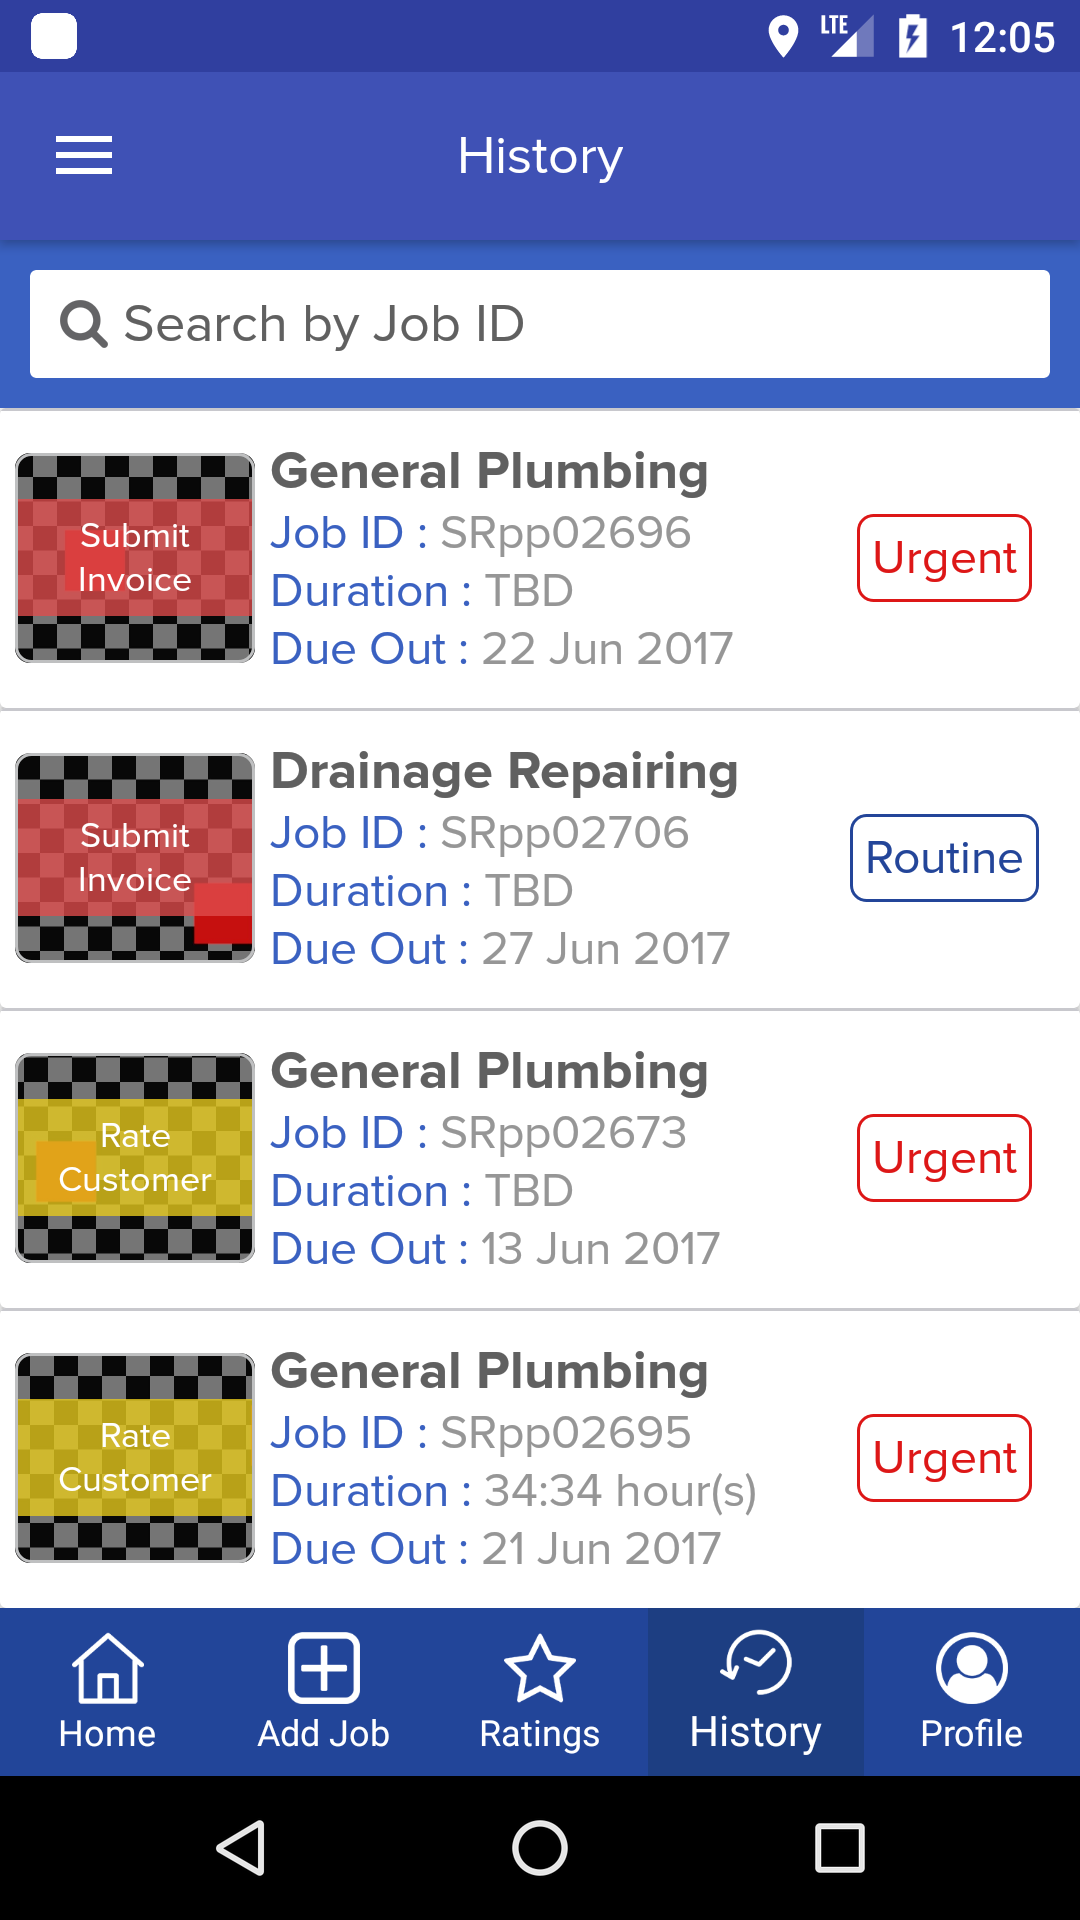 LTE 12:05
History
Search by Job ID
General Plumbing
Job ID : SRpp02696
Duration : TBD
Due Out : 22 Jun 2017
Submit
Invoice
Urgent
Drainage Repairing
Job ID : SRpp02706
Duration : TBD
Due Out : 27 Jun 2017
Submit
Invoice
Routine
General Plumbing
Job ID : SRpp02673
Duration : TBD
Due Out : 13 Jun 2017
Rate
Customer
Urgent
General Plumbing
Job ID : SRpp02695
Duration : 34:34 hour(s)
Due Out : 21 Jun 2017
Rate
Customer
Urgent
Home
Add Job
Ratings
History
Profile